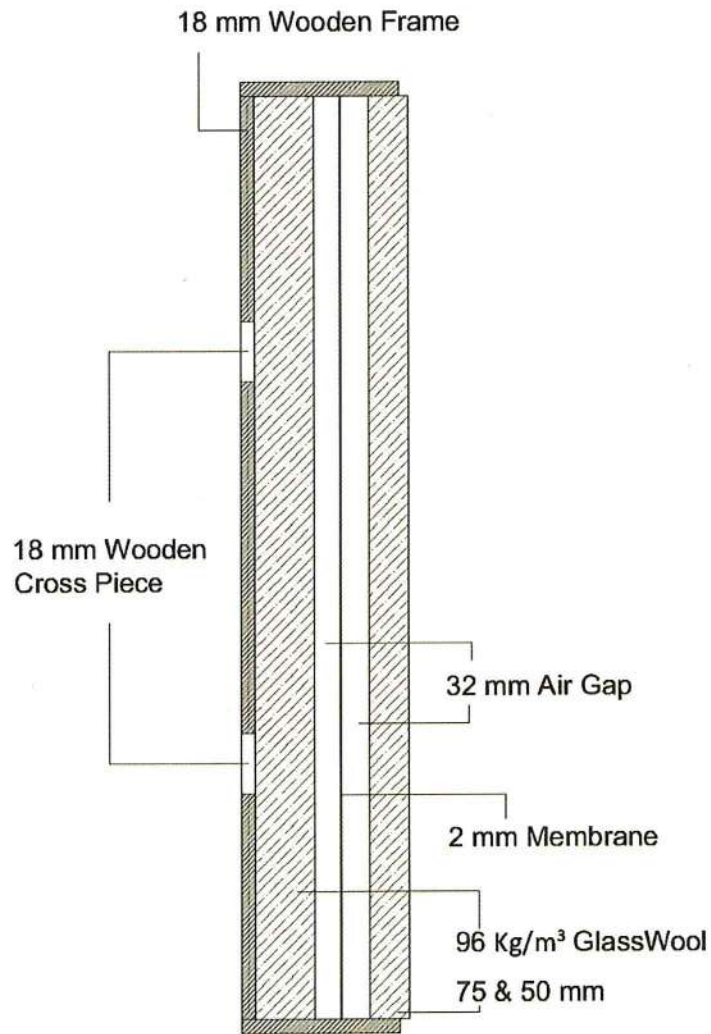 18 mm Wooden Frame
18 mm Wooden
Cross Piece
32 mm Air Gap
2 mm Membrane
96 Kg/m³ GlassWool
75 & 50 mm